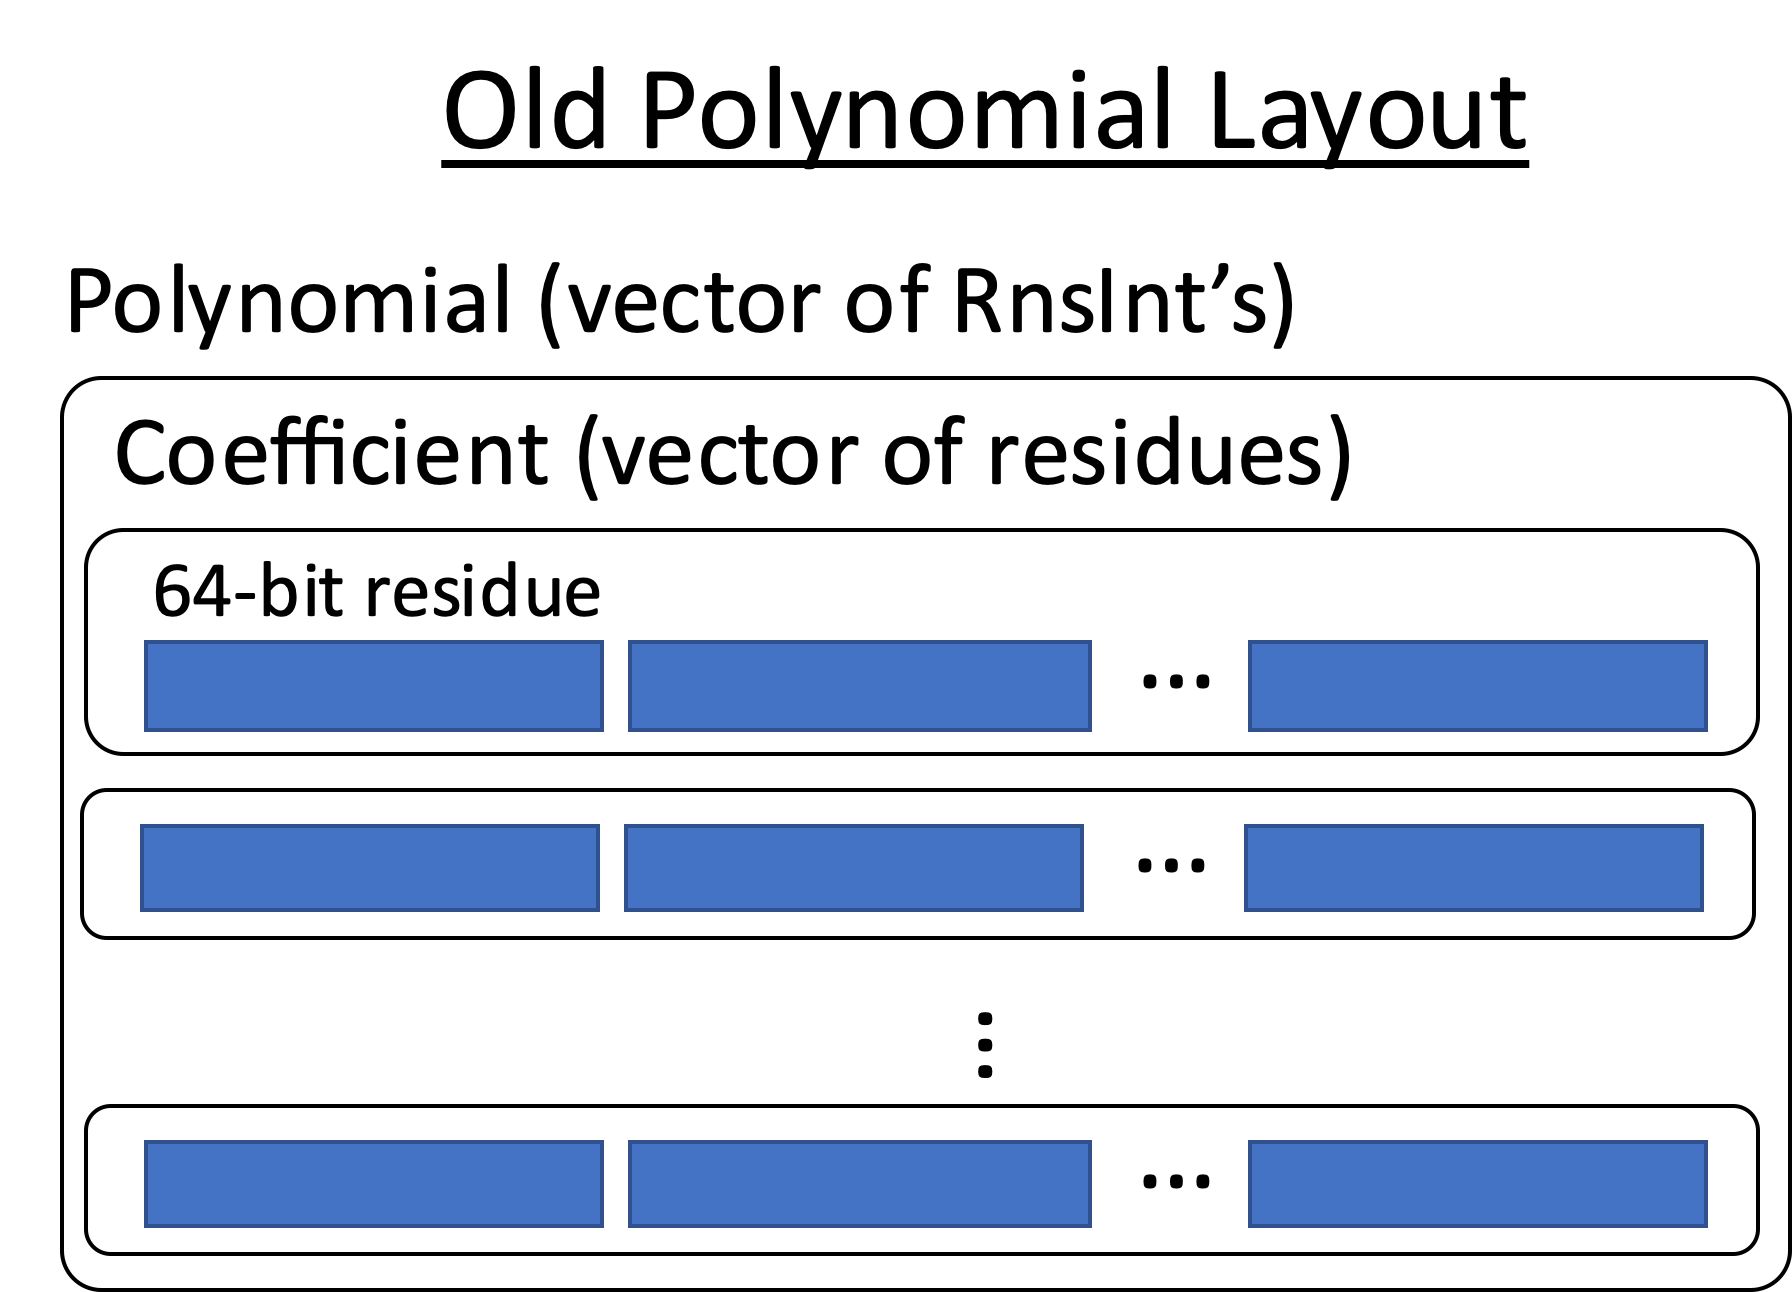 Old Polynomial Layout
Polynomial (vector of RnsInt’s)
Coefficient (vector of residues)
64-bit residue
...
...
...
...